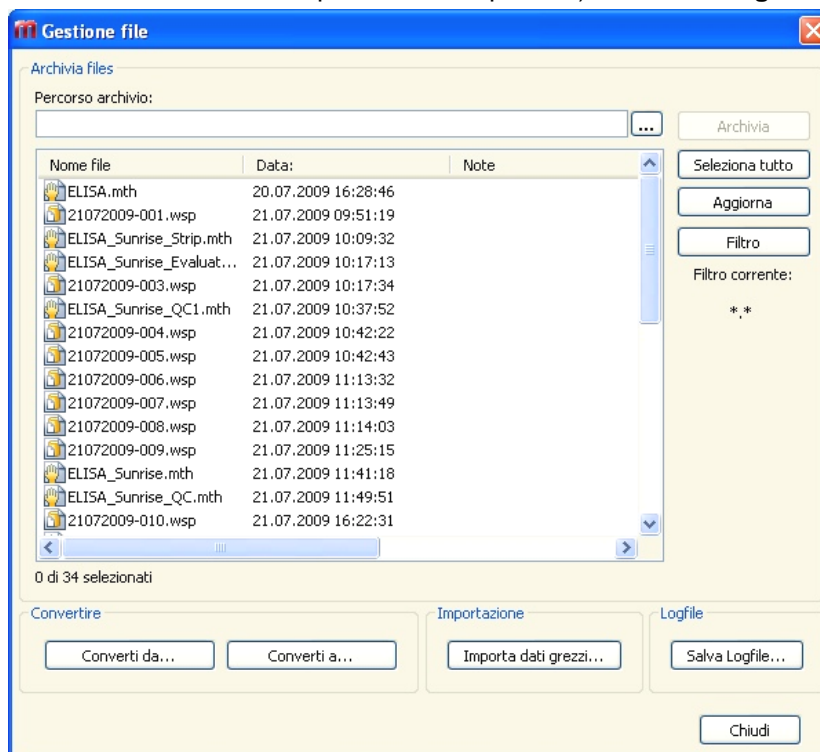 Gestione file
Archivia files
Percorso archivio:
...
Archivia
Nome file Data: Note
Seleziona tutto
ELISA.mth 20.07.2009 16:28:46
21072009-001.wsp 21.07.2009 09:51:19
Aggiorna
ELISA_Sunrise_Strip.mth 21.07.2009 10:09:32
Filtro
ELISA_Sunrise_Evaluat... 21.07.2009 10:17:13
Filtro corrente:
21072009-003.wsp 21.07.2009 10:17:34
ELISA_Sunrise_QC1.mth 21.07.2009 10:37:52
*.*
21072009-004.wsp 21.07.2009 10:42:22
21072009-005.wsp 21.07.2009 10:42:43
21072009-006.wsp 21.07.2009 11:13:32
21072009-007.wsp 21.07.2009 11:13:49
21072009-008.wsp 21.07.2009 11:14:03
21072009-009.wsp 21.07.2009 11:25:15
ELISA_Sunrise.mth 21.07.2009 11:41:18
ELISA_Sunrise_QC.mth 21.07.2009 11:49:51
21072009-010.wsp 21.07.2009 16:22:31
0 di 34 selezionati
Convertire Importazione Logfile
Converti da... Converti a... Importa dati grezzi... Salva Logfile...
Chiudi